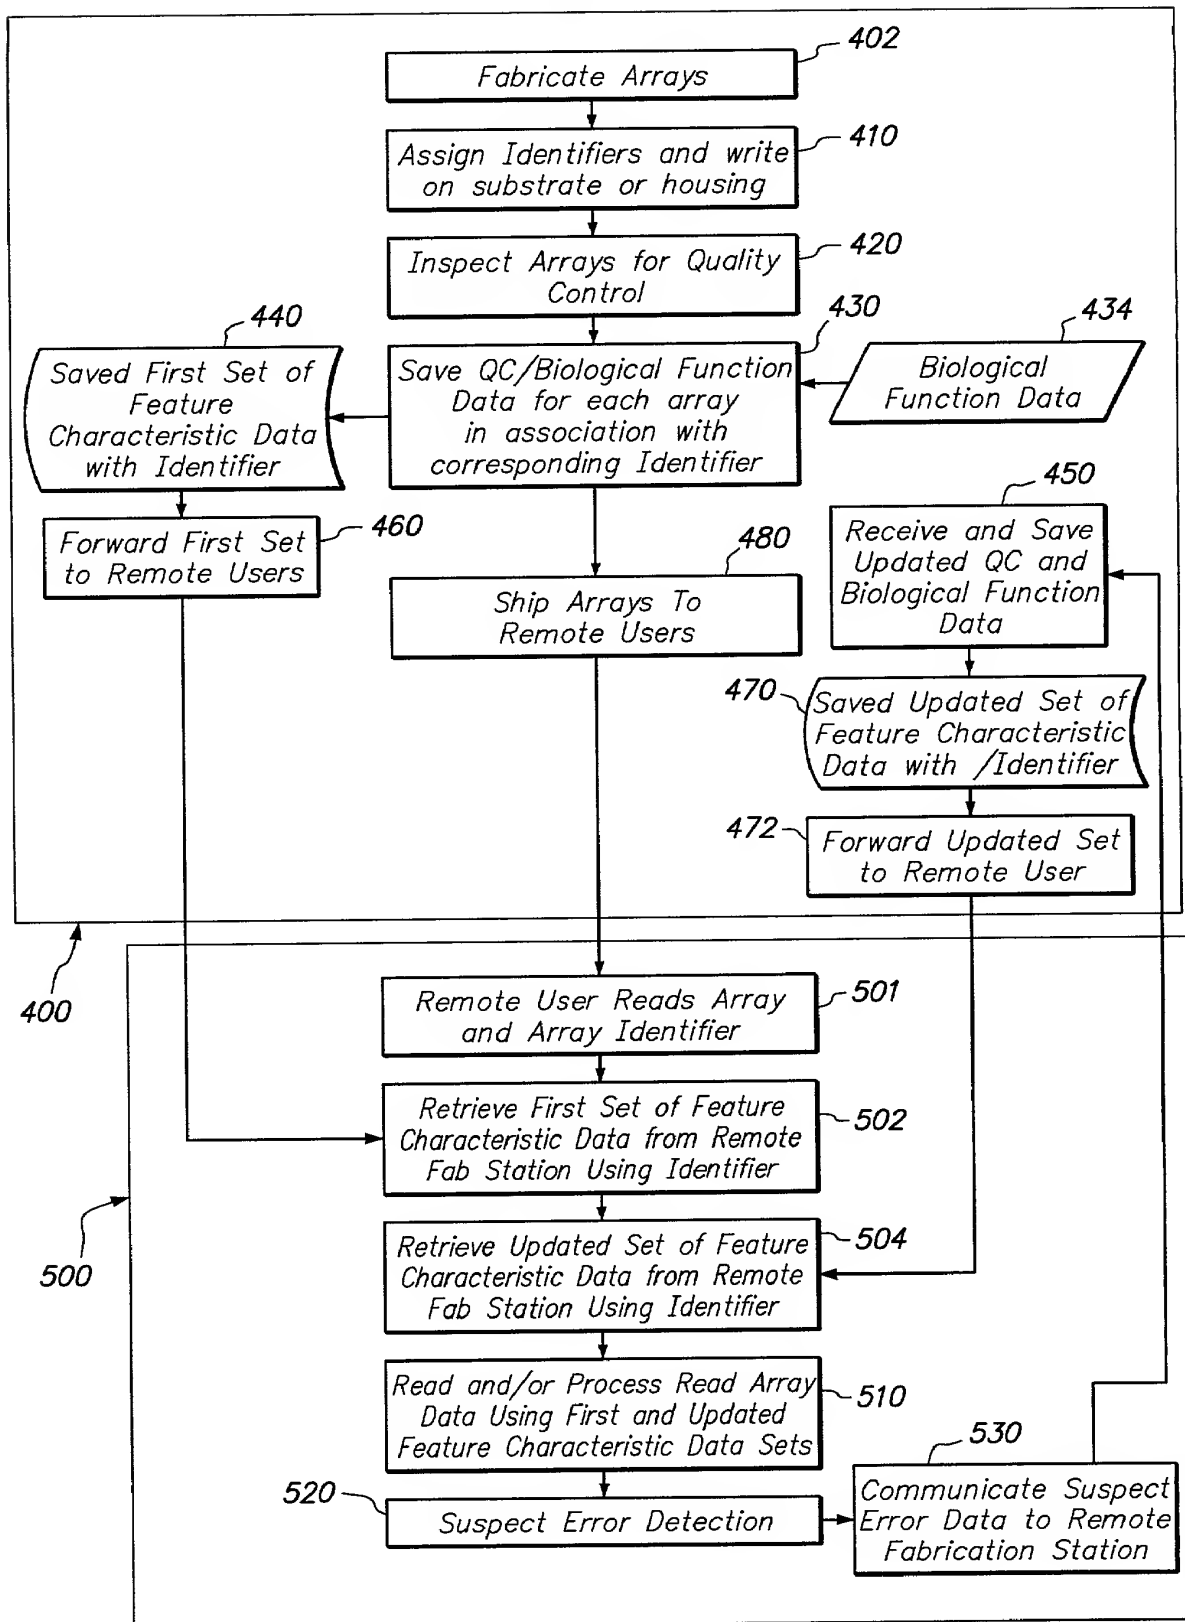 402
Fabricate Arrays
410
Assign Identifiers and write
on substrate or housing
420
Inspect Arrays for Quality
Control
440
430
434
Saved First Set of
Feature
Characteristic Data
with Identifier
Save QC/Biological Function
Data for each array
in association with
corresponding Identifier
Biological
Function Data
460
Forward First Set
to Remote Users
480
Ship Arrays To
Remote Users
450
Receive and Save
Updated QC and
Biological Function
Data
470
Saved Updated Set of
Feature Characteristic
Data with /Identifier
472
Forward Updated Set
to Remote User
400
501
Remote User Reads Array
and Array Identifier
502
Retrieve First Set of Feature
Characteristic Data from Remote
Fab Station Using Identifier
500
504
Retrieve Updated Set of Feature
Characteristic Data from Remote
Fab Station Using Identifier
510
Read and/or Process Read Array
Data Using First and Updated
Feature Characteristic Data Sets
520
Suspect Error Detection
530
Communicate Suspect
Error Data to Remote
Fabrication Station